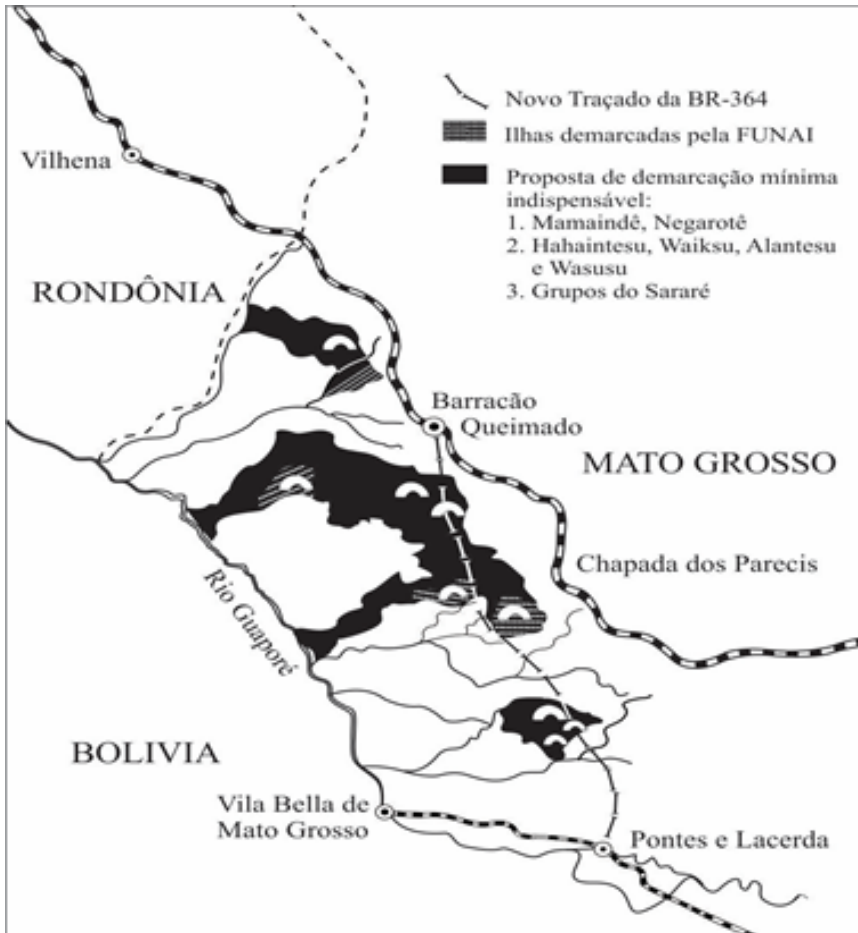 Novo Traçado da BR-364
Ilhas demarcadas pela FUNAI
Proposta de demarcação mínima
indispensável:
1. Mamaindê, Negarotê
2. Hahaintesu, Waiksu, Alantesu
e Wasusu
3. Grupos do Sararé
Vilhena
RONDÔNIA
Barracão
Queimado
MATO GROSSO
Chapada dos Parecis
Rio Guaporé
BOLIVIA
Vila Bella de
Mato Grosso
Pontes e Lacerda